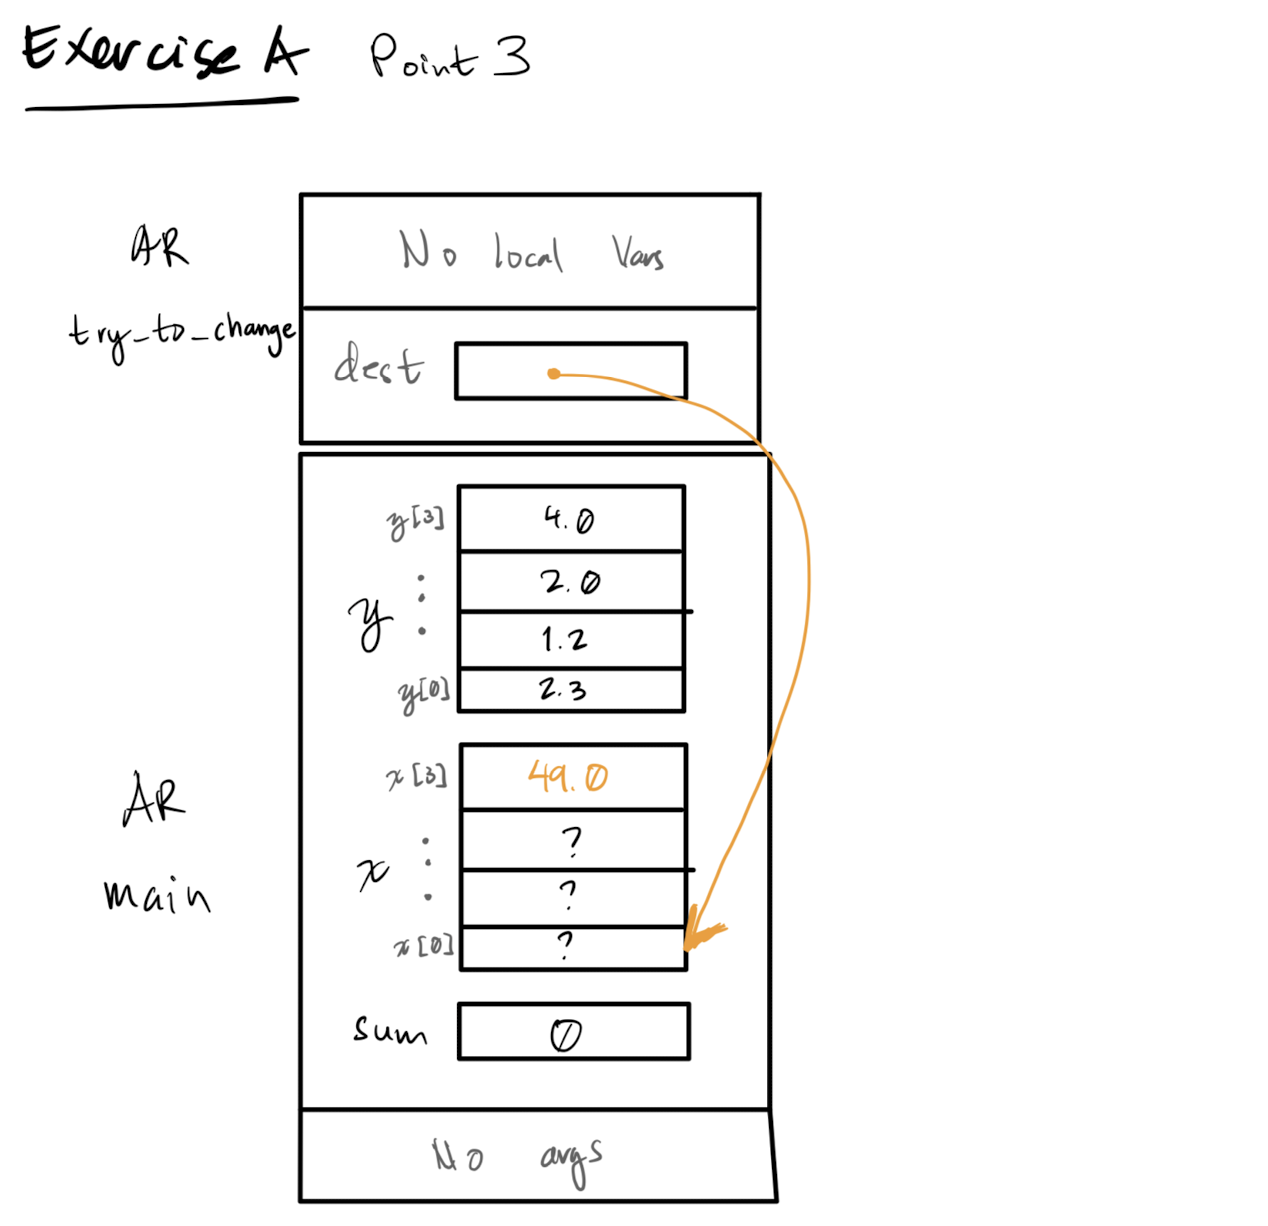 Exercise A Point 3
AR
try_to_change
No local Vars
dest
y[3] 4.0
2.0
y
1.2
y[0] 2.3
AR
main
x[3] 49.0
?
x
?
x[0] ?
sum 0
No args